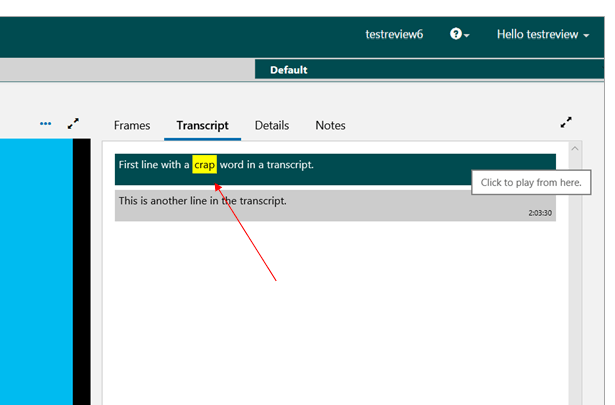 testreview6 Hello testreview
Default
Frames Transcript Details Notes
First line with a crap word in a transcript.
Click to play from here.
This is another line in the transcript.
2:03:30